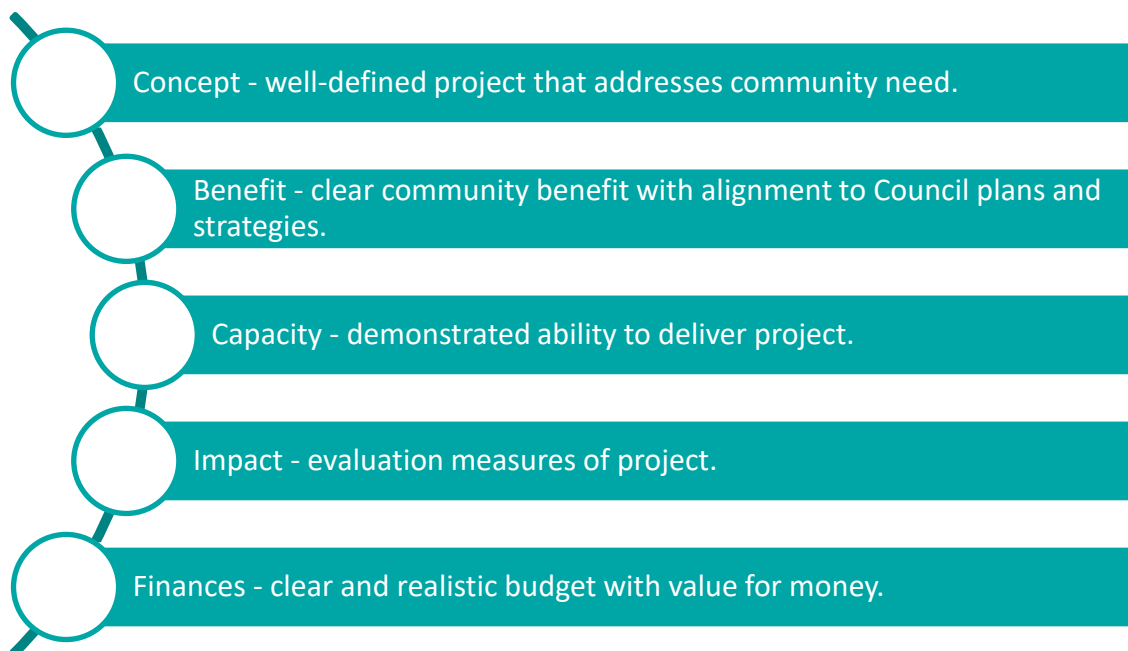 Concept - well-defined project that addresses community need.
Benefit - clear community benefit with alignment to Council plans and
strategies.
Capacity - demonstrated ability to deliver project.
Impact - evaluation measures of project.
Finances - clear and realistic budget with value for money.